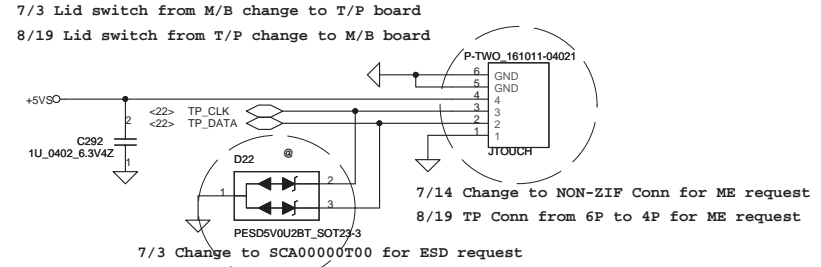 7/3 Lid switch from M/B change to T/P board
8/19 Lid switch from T/P change to M/B board
P-TWO_161011-04021
6 GND
5 GND
+5VS
4 4
<22> TP_CLK
3 3
<22> TP_DATA
2 2
1 1
JTOUCH
2
C292
1U_0402_6.3V4Z
1
D22 @
1
2
3
PESD5V0U2BT_SOT23-3
7/14 Change to NON-ZIF Conn for ME request
8/19 TP Conn from 6P to 4P for ME request
7/3 Change to SCA00000T00 for ESD request